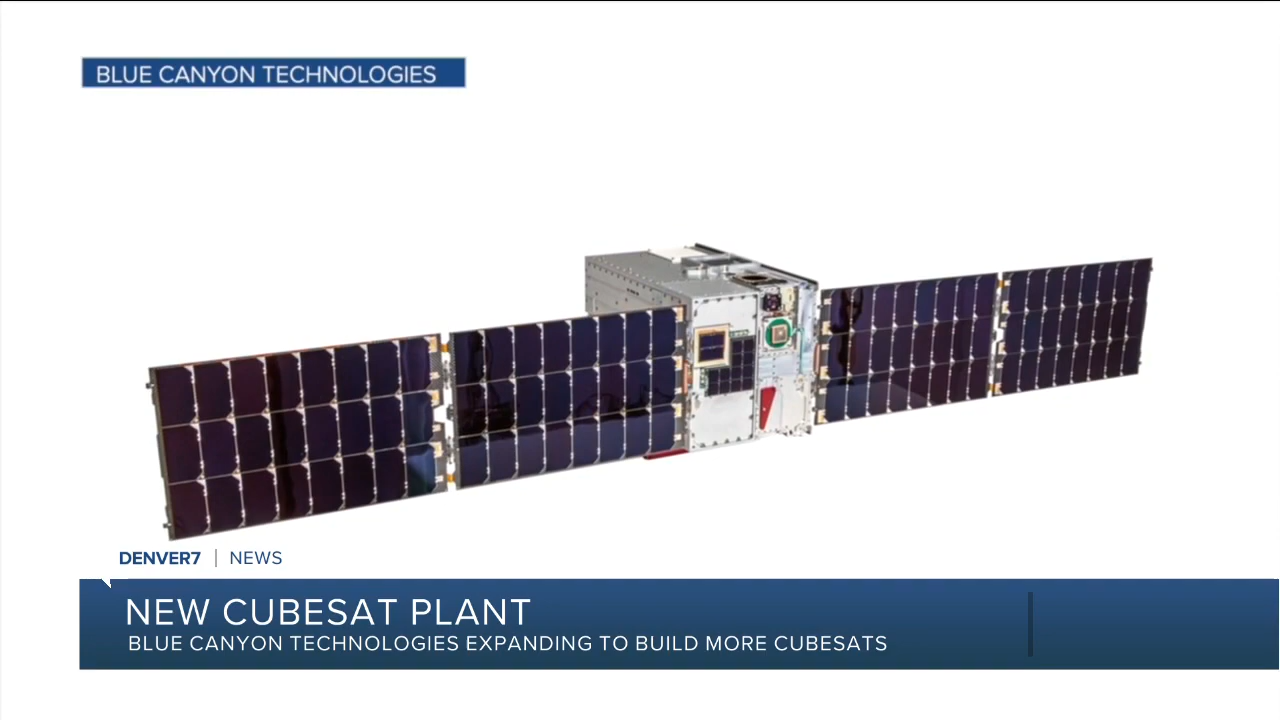 BLUE CANYON TECHNOLOGIES
DENVER7 | NEWS
NEW CUBESAT PLANT
BLUE CANYON TECHNOLOGIES EXPANDING TO BUILD MORE CUBESATS